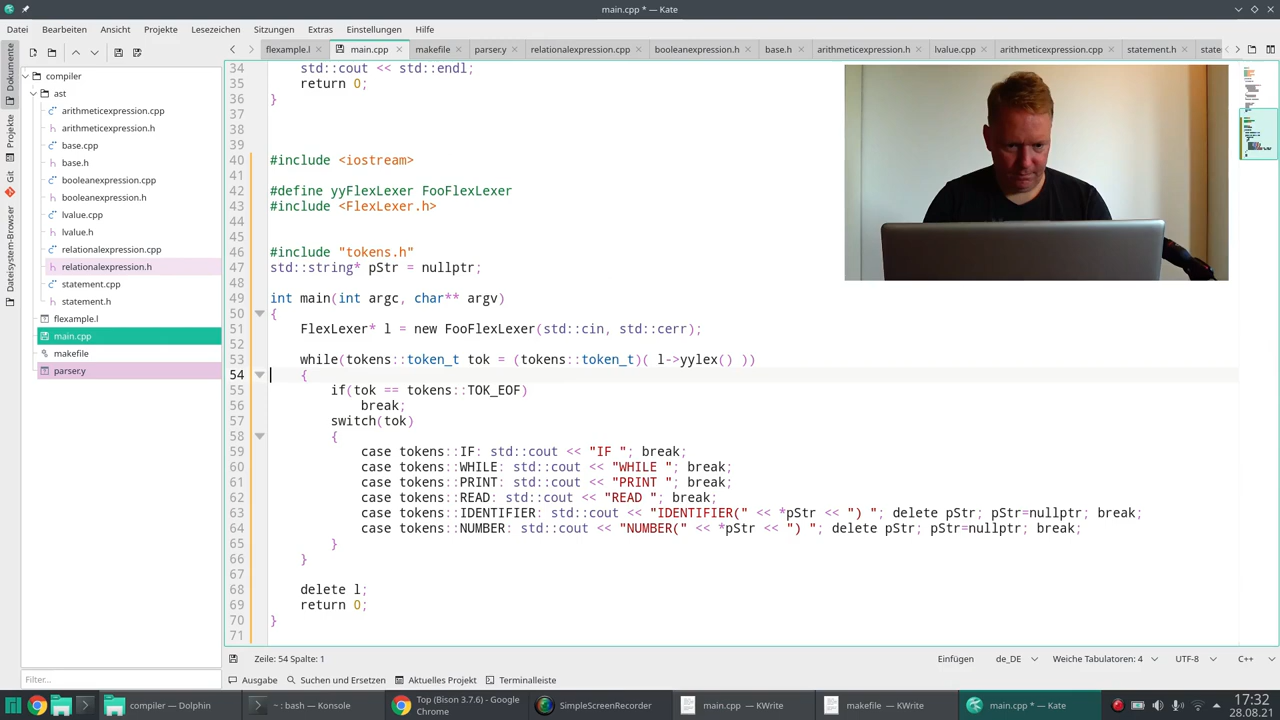 main.cpp * — Kate
Datei Bearbeiten Ansicht Projekte Lesezeichen Sitzungen Extras Einstellungen Hilfe
flexample.l main.cpp makefile parser.y relationalexpression.cpp booleanexpression.h base.h arithmeticexpression.h lvalue.cpp arithmeticexpression.cpp statement.h state
Dokumente
Projekte
Git
Dateisystem-Browser
compiler
ast
arithmeticexpression.cpp
arithmeticexpression.h
base.cpp
base.h
booleanexpression.cpp
booleanexpression.h
lvalue.cpp
lvalue.h
relationalexpression.cpp
relationalexpression.h
statement.cpp
statement.h
flexample.l
main.cpp
makefile
parser.y
Filter...
34 std::cout << std::endl;
35 return 0;
36 }
37
38
39
40 #include <iostream>
41
42 #define yyFlexLexer FooFlexLexer
43 #include <FlexLexer.h>
44
45
46 #include "tokens.h"
47 std::string* pStr = nullptr;
48
49 int main(int argc, char** argv)
50 {
51 FlexLexer* l = new FooFlexLexer(std::cin, std::cerr);
52
53 while(tokens::token_t tok = (tokens::token_t)( l->yylex() ))
54 {
55 if(tok == tokens::TOK_EOF)
56 break;
57 switch(tok)
58 {
59 case tokens::IF: std::cout << "IF "; break;
60 case tokens::WHILE: std::cout << "WHILE "; break;
61 case tokens::PRINT: std::cout << "PRINT "; break;
62 case tokens::READ: std::cout << "READ "; break;
63 case tokens::IDENTIFIER: std::cout << "IDENTIFIER(" << *pStr << ") "; delete pStr; pStr=nullptr; break;
64 case tokens::NUMBER: std::cout << "NUMBER(" << *pStr << ") "; delete pStr; pStr=nullptr; break;
65 }
66 }
67
68 delete l;
69 return 0;
70 }
71
Zeile: 54 Spalte: 1 Einfügen de_DE Weiche Tabulatoren: 4 UTF-8 C++
Ausgabe Suchen und Ersetzen Aktuelles Projekt Terminalleiste
compiler — Dolphin ~ : bash — Konsole Top (Bison 3.7.6) - Google Chrome SimpleScreenRecorder main.cpp — KWrite makefile — KWrite main.cpp * — Kate
17:32
28.08.21